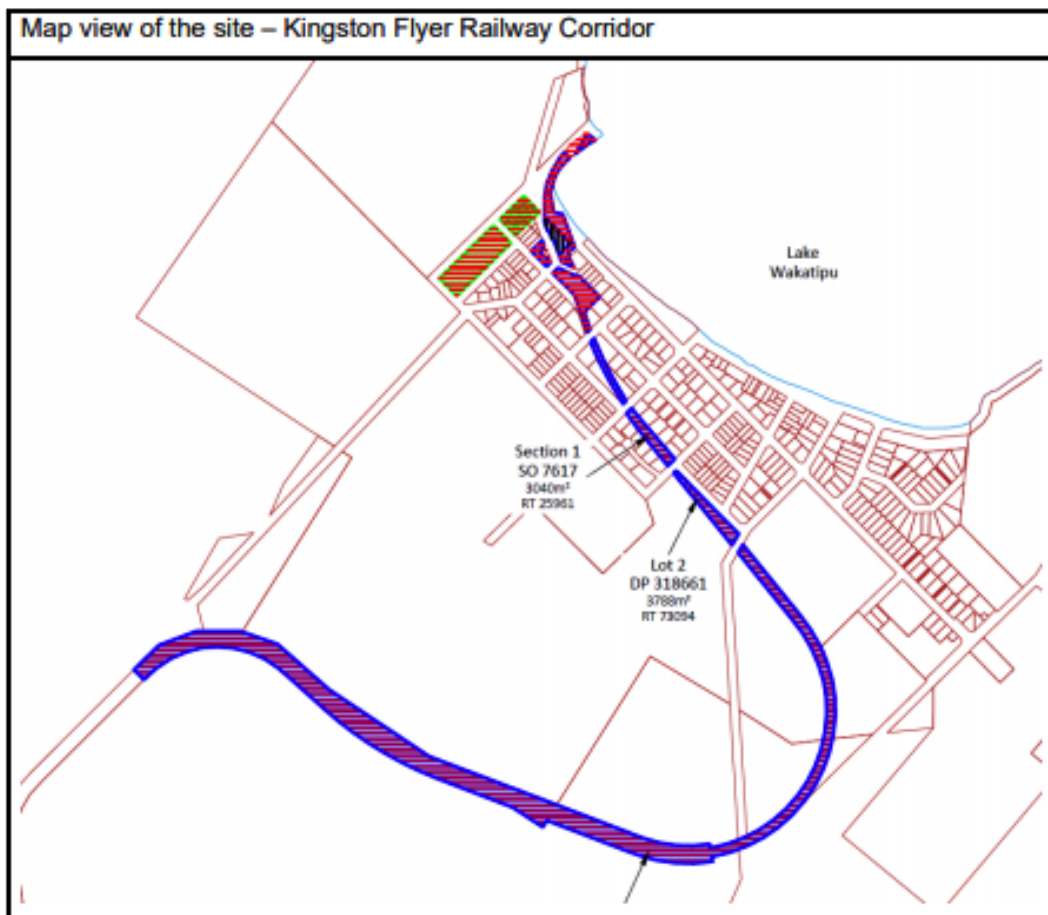 Map view of the site – Kingston Flyer Railway Corridor
Lake
Wakatipu
Section 1
SO 7617
3040m²
RT 25961
Lot 2
DP 318661
3788m²
RT 73094